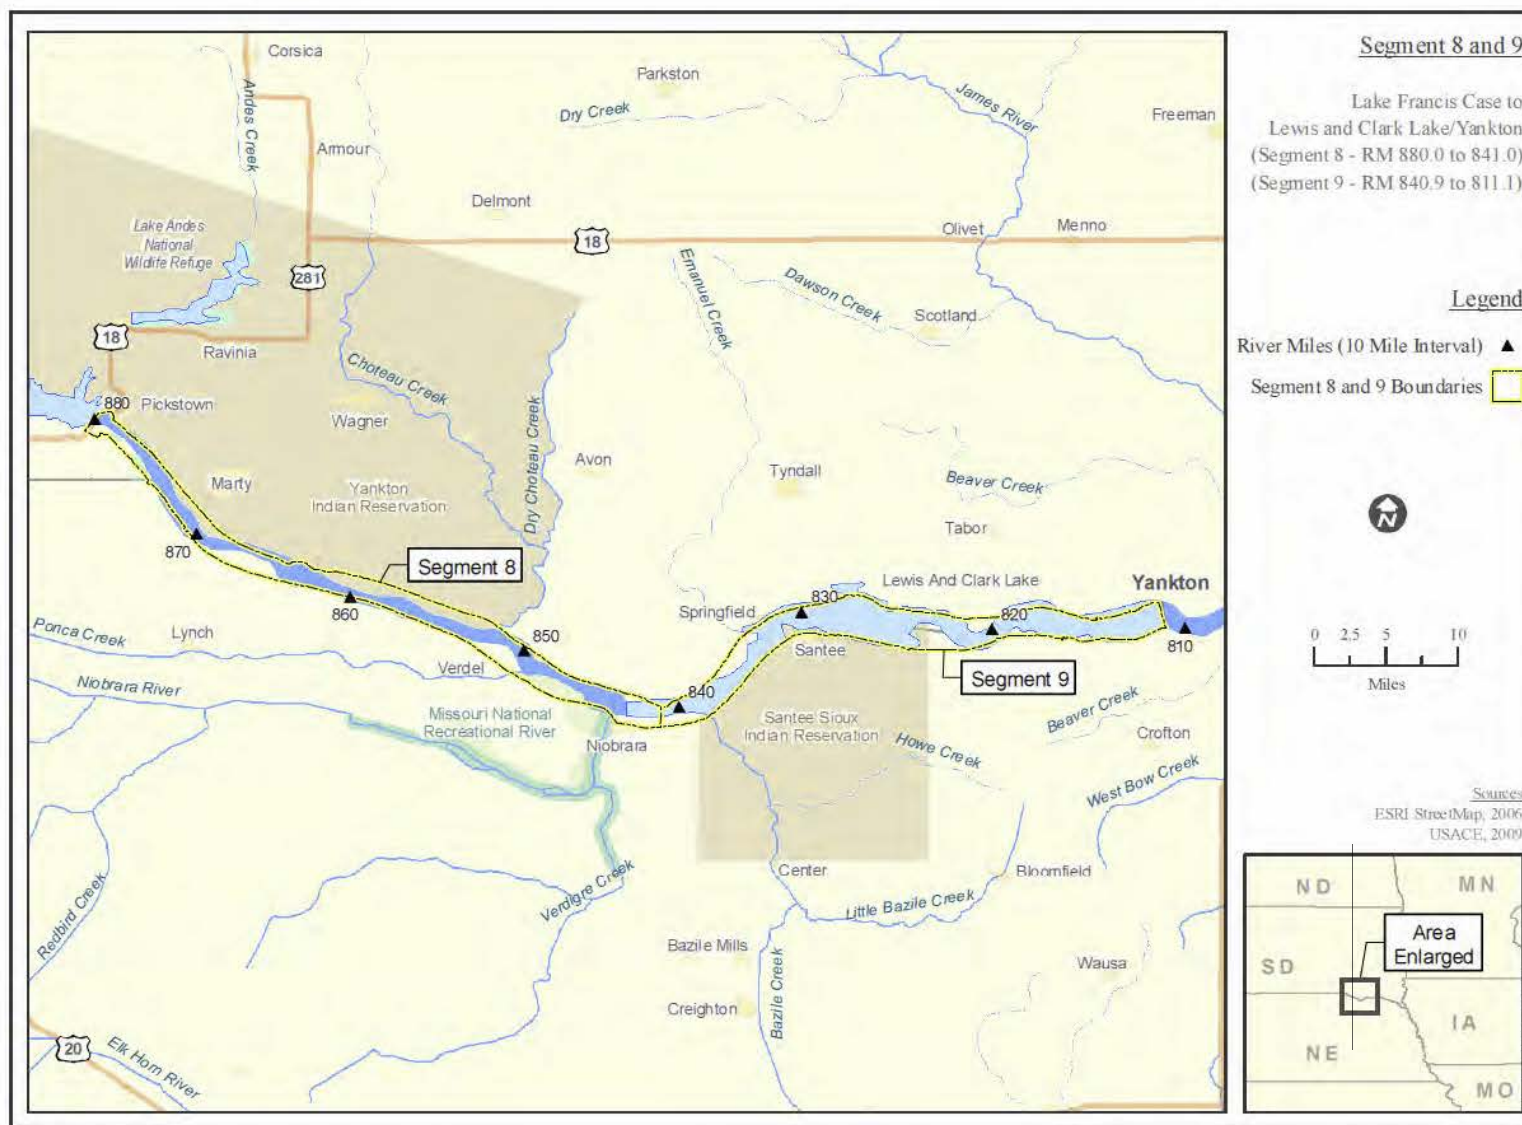 Corsica
Parkston
Andes Creek
Dry Creek
James River
Freeman
Armour
Delmont
Lake Andes
National
Wildlife Refuge
18
Olivet
Menno
281
Emanuel Creek
Dawson Creek
Scotland
18
Ravinia
Choteau Creek
880
Pickstown
Wagner
Dry Choteau Creek
Avon
Tyndall
Beaver Creek
Marty
Yankton
Indian Reservation
Tabor
870
Segment 8
Lewis And Clark Lake
Yankton
860
Springfield
830
820
810
Ponca Creek
Lynch
850
Verdel
Santee
Segment 9
Niobrara River
840
Missouri National
Recreational River
Santee Sioux
Indian Reservation
Beaver Creek
Niobrara
Howe Creek
Crofton
West Bow Creek
Center
Bloomfield
Redbird Creek
Verdigre Creek
Little Bazile Creek
Bazile Mills
Wausa
Bazile Creek
Creighton
20
Elk Horn River
Segment 8 and 9
Lake Francis Case to
Lewis and Clark Lake/Yankton
(Segment 8 - RM 880.0 to 841.0)
(Segment 9 - RM 840.9 to 811.1)
Legend
River Miles (10 Mile Interval)
Segment 8 and 9 Boundaries
N
0 2.5 5 10
Miles
Sources
ESRI StreetMap, 2006
USACE, 2009
ND
MN
Area
Enlarged
SD
IA
NE
MO